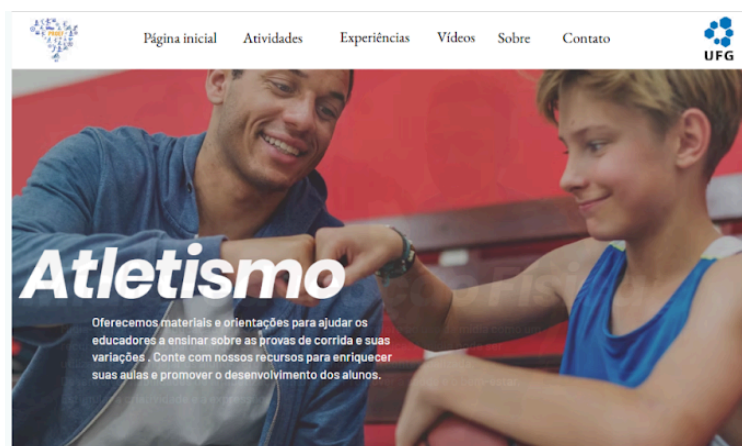 Página inicial Atividades Experiências Vídeos Sobre Contato
UFG
Atletismo
Oferecemos materiais e orientações para ajudar os
educadores a ensinar sobre as provas de corrida e suas
variações . Conte com nossos recursos para enriquecer
suas aulas e promover o desenvolvimento dos alunos.